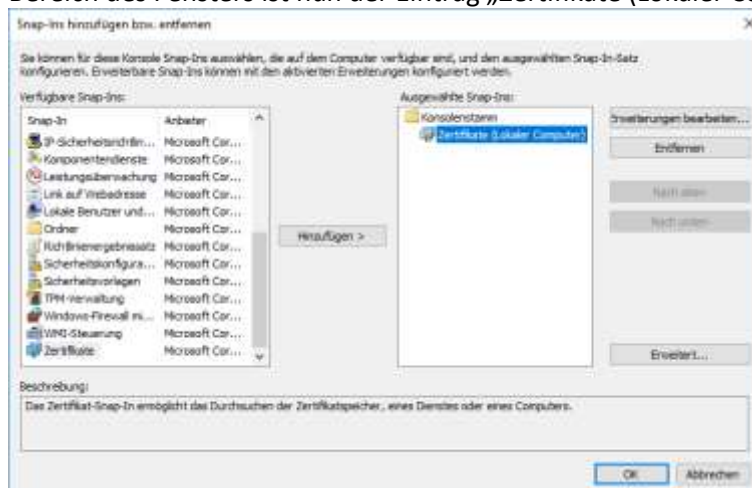 Bereich des Fensters ist nun der Eintrag „Zertifikate (Lokaler
Snap-Ins hinzufügen bzw. entfernen
Sie können für diese Konsole Snap-Ins auswählen, die auf dem Computer verfügbar sind, und den ausgewählten Snap-In-Satz
konfigurieren. Erweiterbare Snap-Ins können mit den aktivierten Erweiterungen konfiguriert werden.
Verfügbare Snap-Ins:
Snap-In Anbieter
IP-Sicherheitsrichtlin... Microsoft Cor...
Komponentendienste Microsoft Cor...
Leistungsüberwachung Microsoft Cor...
Link auf Webadresse Microsoft Cor...
Lokale Benutzer und... Microsoft Cor...
Ordner Microsoft Cor...
Richtlinienergebnissatz Microsoft Cor...
Sicherheitskonfigura... Microsoft Cor...
Sicherheitsvorlagen Microsoft Cor...
TPM-Verwaltung Microsoft Cor...
Windows-Firewall mi... Microsoft Cor...
WMI-Steuerung Microsoft Cor...
Zertifikate Microsoft Cor...
Hinzufügen >
Ausgewählte Snap-Ins:
Konsolenstamm
Zertifikate (Lokaler Computer)
Erweiterungen bearbeiten...
Entfernen
Nach oben
Nach unten
Erweitert...
Beschreibung:
Das Zertifikat-Snap-In ermöglicht das Durchsuchen der Zertifikatspeicher, eines Dienstes oder eines Computers.
OK Abbrechen